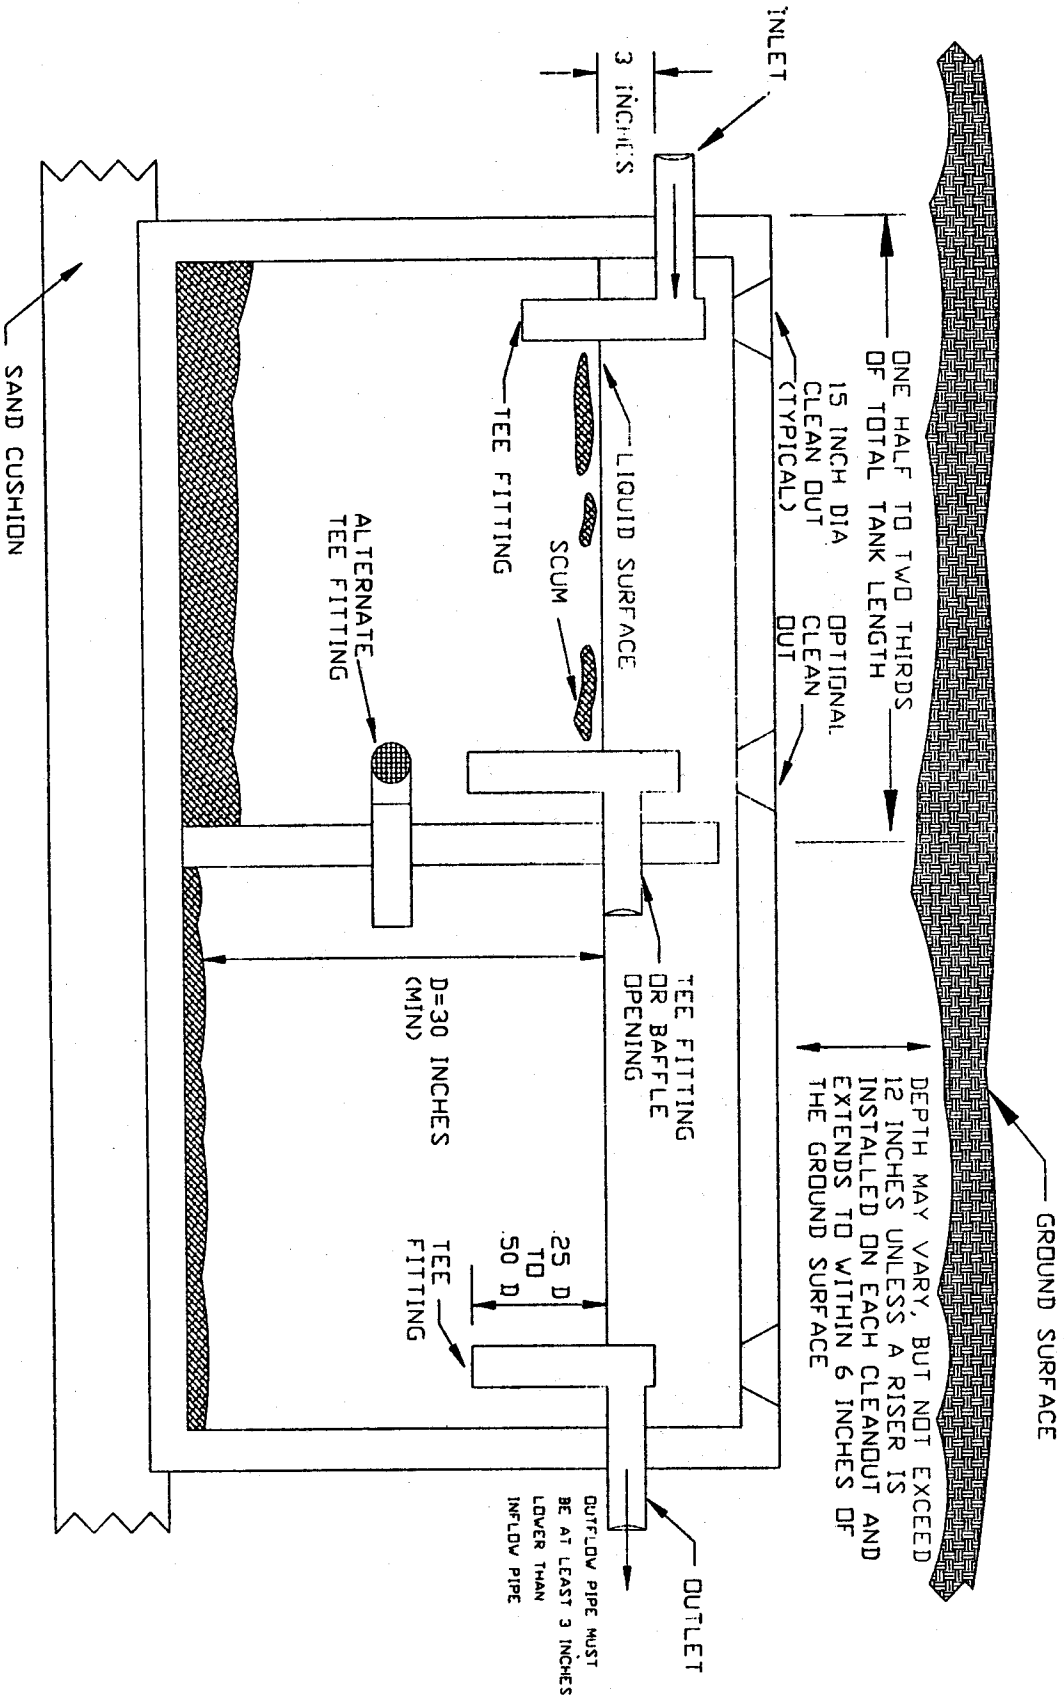 GROUND SURFACE
DEPTH MAY VARY, BUT NOT EXCEED
12 INCHES UNLESS A RISER IS
INSTALLED ON EACH CLEANOUT AND
EXTENDS TO WITHIN 6 INCHES OF
THE GROUND SURFACE
ONE HALF TO TWO THIRDS
OF TOTAL TANK LENGTH
15 INCH DIA
CLEAN OUT
(TYPICAL)
OPTIONAL
CLEAN
OUT
INLET
3 INCHES
LIQUID SURFACE
SCUM
TEE FITTING
ALTERNATE
TEE FITTING
TEE FITTING
OR BAFFLE
OPENING
D=30 INCHES
(MIN)
.25 D
TO
.50 D
TEE
FITTING
OUTLET
OUTFLOW PIPE MUST
BE AT LEAST 3 INCHES
LOWER THAN
INFLOW PIPE
SAND CUSHION